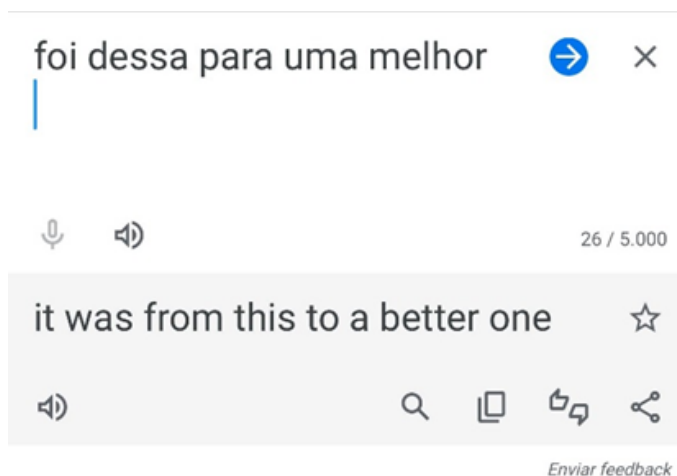 foi dessa para uma melhor
26 / 5.000
it was from this to a better one
Enviar feedback